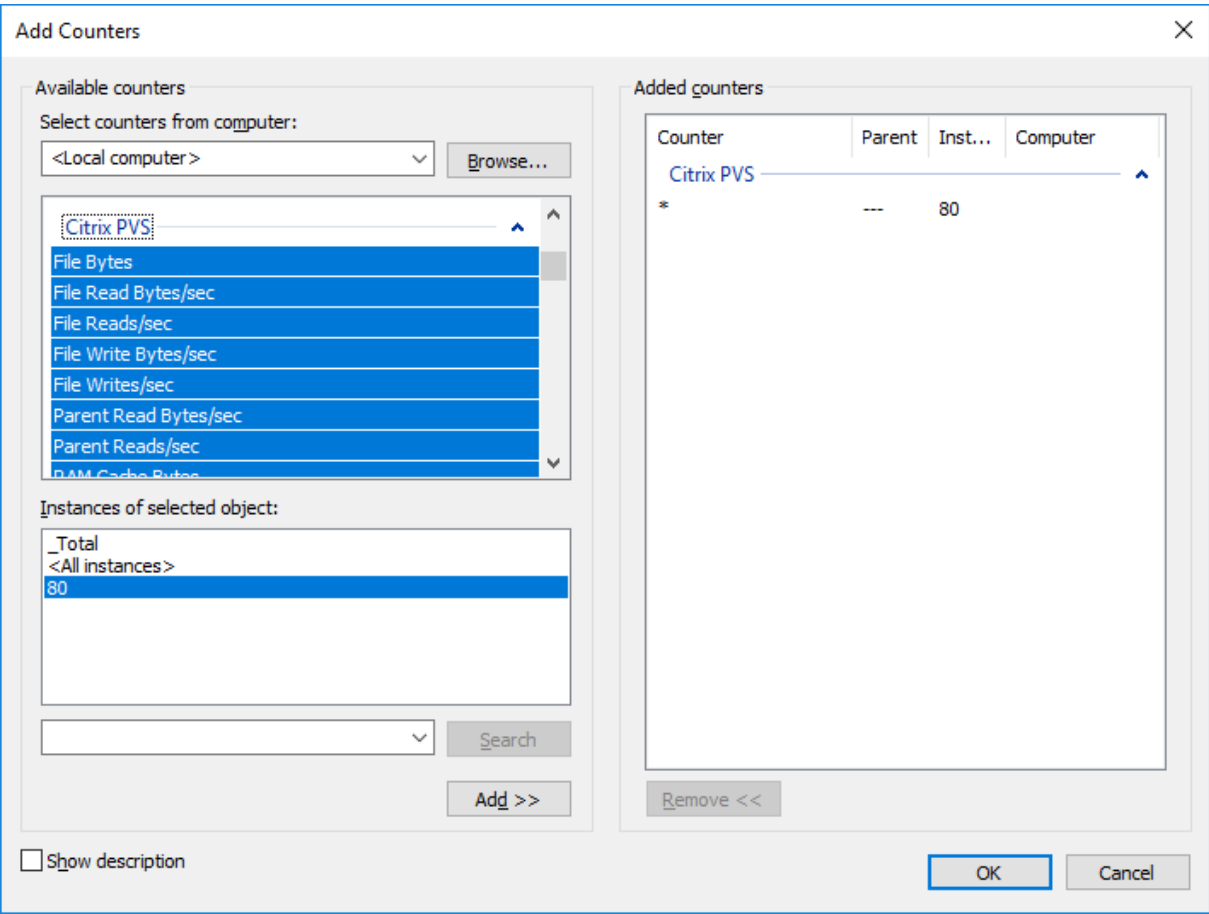 Add Counters
Available counters
Select counters from computer:
<Local computer>
Browse...
Citrix PVS
File Bytes
File Read Bytes/sec
File Reads/sec
File Write Bytes/sec
File Writes/sec
Parent Read Bytes/sec
Parent Reads/sec
RAM Cache Bytes
Instances of selected object:
_Total
<All instances>
80
Search
Add >>
Show description
Added counters
Counter Parent Inst... Computer
Citrix PVS
* --- 80
Remove <<
OK Cancel